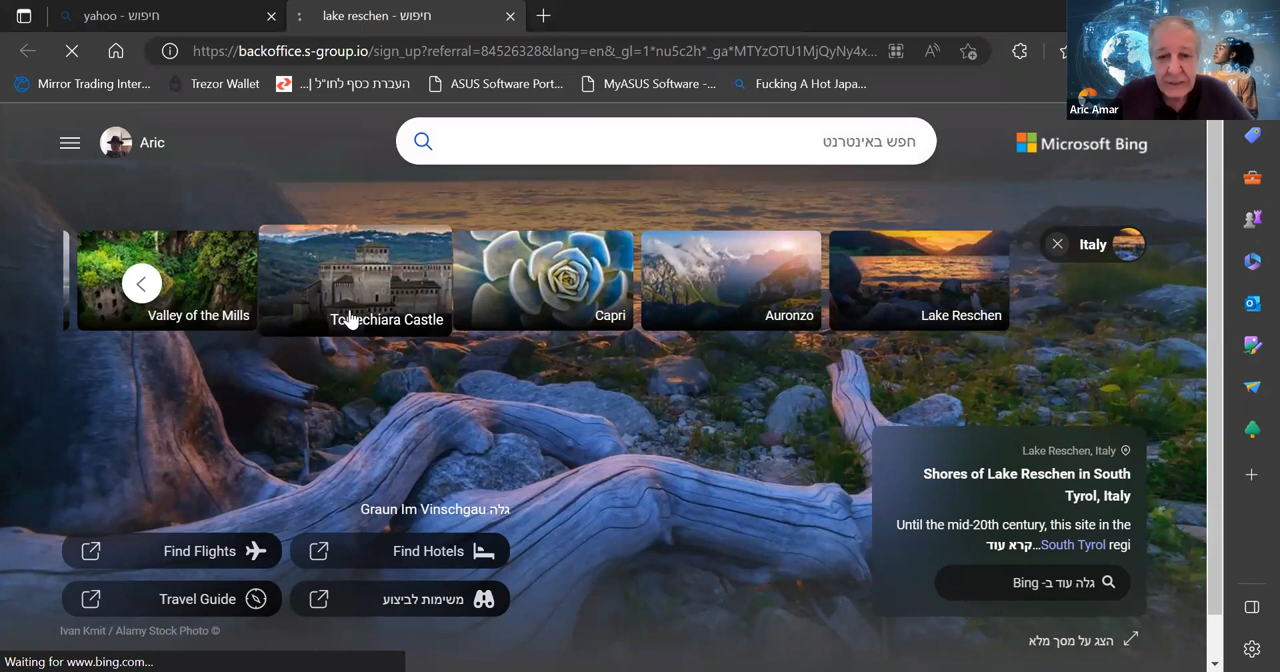 yahoo - חיפוש
lake reschen - חיפוש
https://backoffice.s-group.io/sign_up?referral=84526328&lang=en&_gl=1*nu5c2h*_ga*MTYzOTU1MjQyNy4x...
Mirror Trading Inter...
Trezor Wallet
העברת כסף לחו"ל |...
ASUS Software Port...
MyASUS Software -...
Fucking A Hot Japa...
Aric Amar
Aric
חפש באינטרנט
Microsoft Bing
Italy
Valley of the Mills
Castle
Capri
Auronzo
Lake Reschen
Lake Reschen, Italy
Shores of Lake Reschen in South
Tyrol, Italy
Until the mid-20th century, this site in the
South Tyrol regi...קרא עוד
גלה עוד ב- Bing
גלה Graun Im Vinschgau
Find Flights
Find Hotels
Travel Guide
משימות לביצוע
Ivan Kmit / Alamy Stock Photo ©
הצג על מסך מלא
Waiting for www.bing.com...